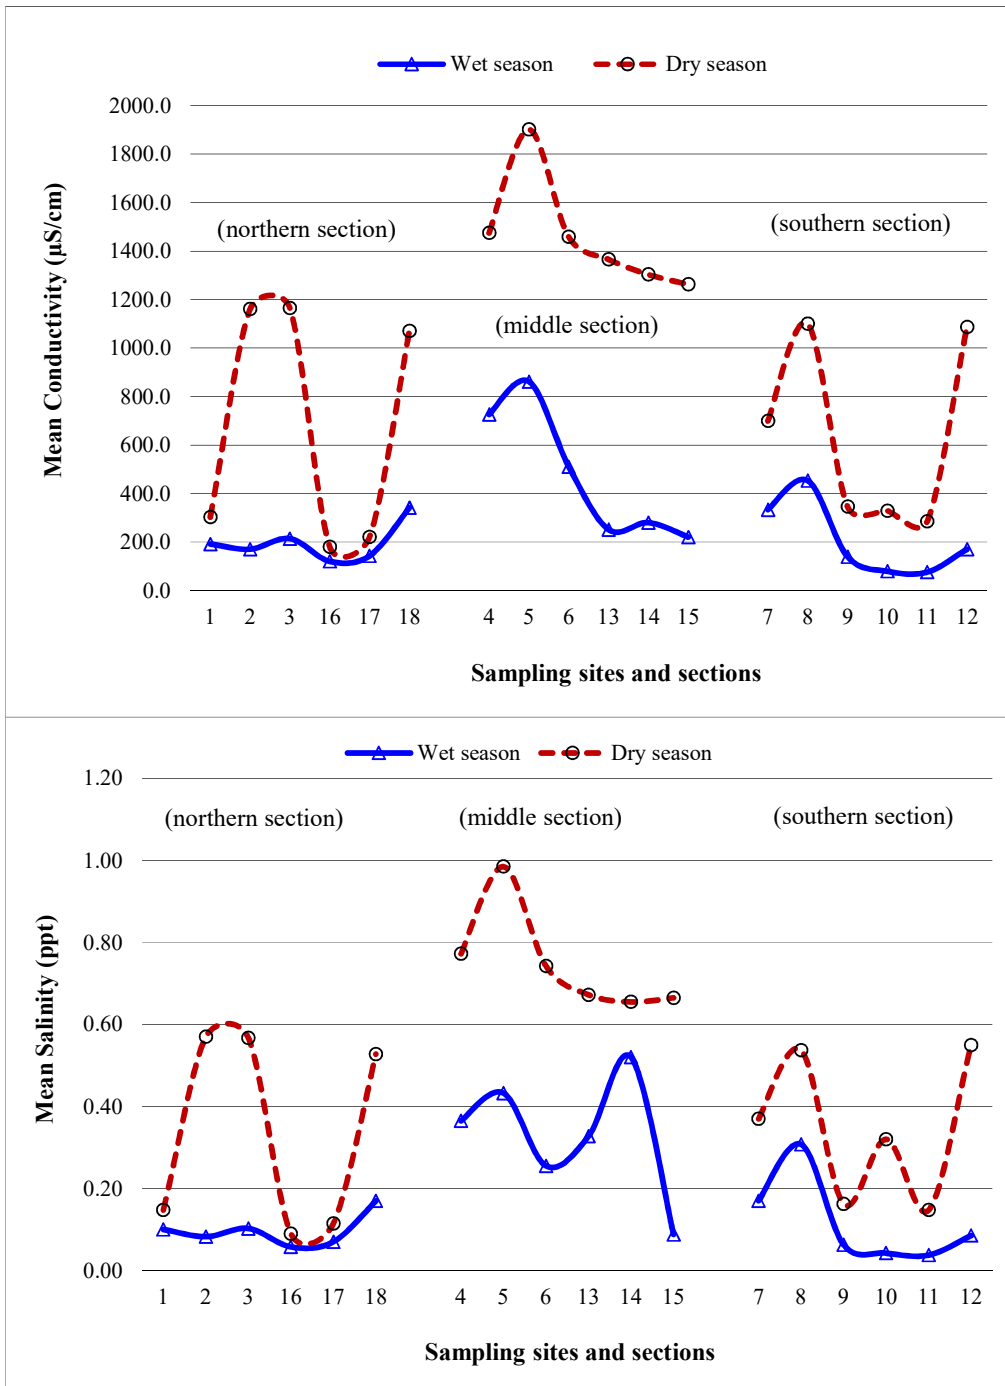 Wet season Dry season
2000.0
1800.0
1600.0
1400.0
1200.0
1000.0
800.0
600.0
400.0
200.0
0.0
Mean Conductivity (µS/cm)
(northern section)
(middle section)
(southern section)
1 2 3 16 17 18 4 5 6 13 14 15 7 8 9 10 11 12
Sampling sites and sections
Wet season Dry season
1.20
1.00
0.80
0.60
0.40
0.20
0.00
Mean Salinity (ppt)
(northern section) (middle section) (southern section)
1 2 3 16 17 18 4 5 6 13 14 15 7 8 9 10 11 12
Sampling sites and sections